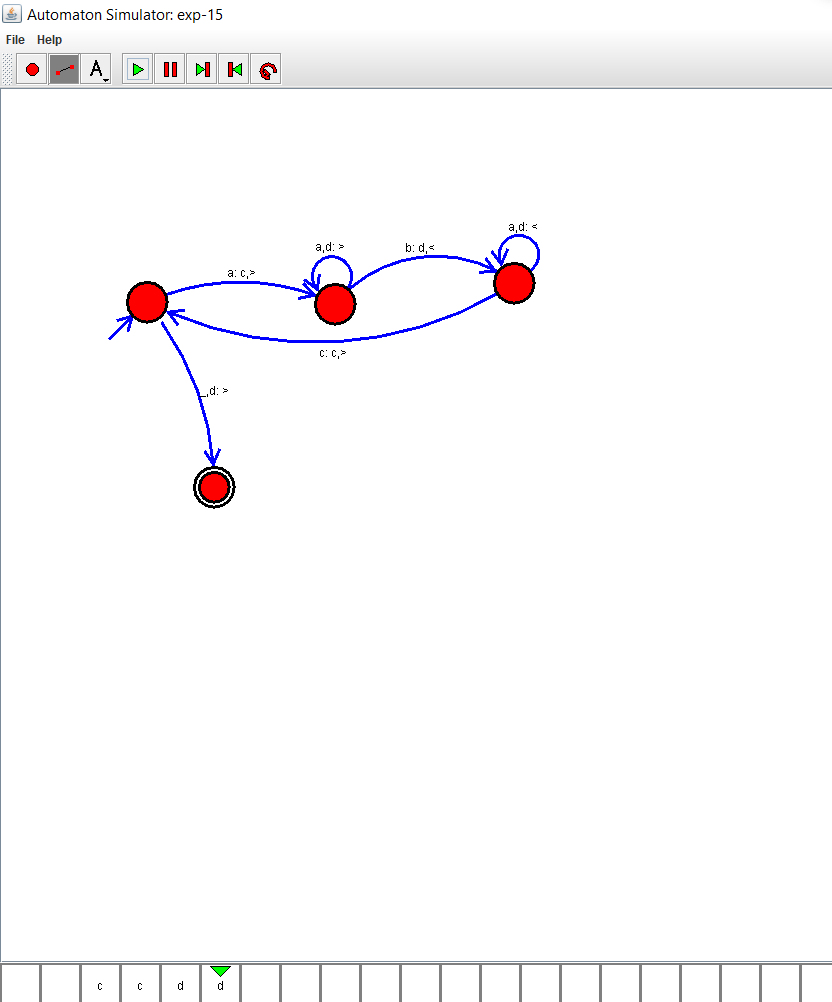 Automaton Simulator: exp-15
File Help
A
a,d: <
a,d: > b: d,<
a: c,>
c: c,>
_,d: >
c c d d